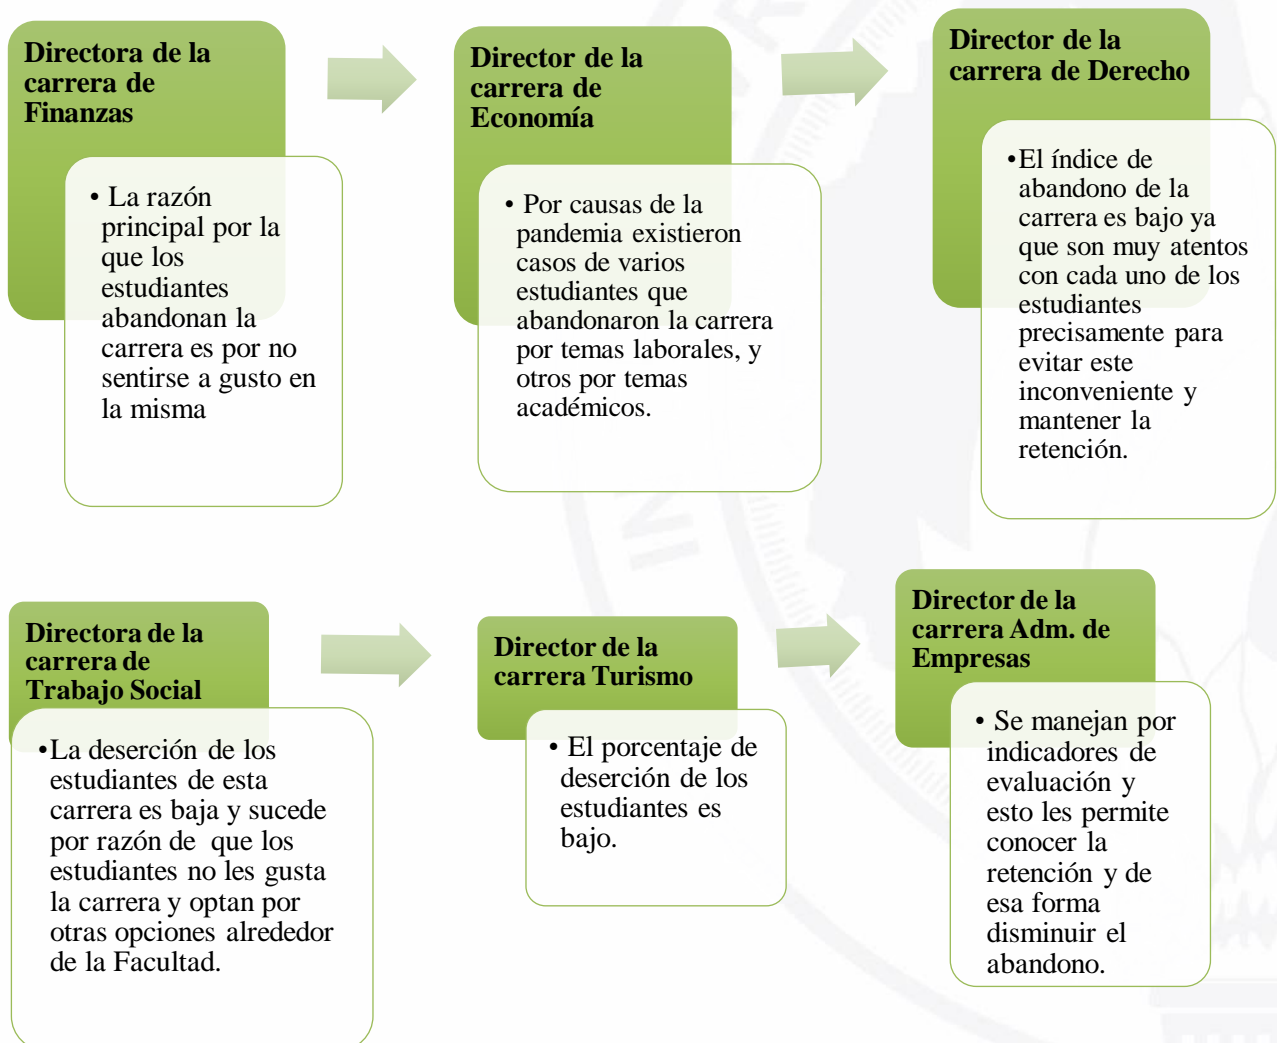 Directora de la
carrera de
Finanzas
• La razón
principal por la
que los
estudiantes
abandonan la
carrera es por no
sentirse a gusto en
la misma
Director de la
carrera de
Economía
• Por causas de la
pandemia existieron
casos de varios
estudiantes que
abandonaron la carrera
por temas laborales, y
otros por temas
académicos.
Director de la
carrera de Derecho
•El índice de
abandono de la
carrera es bajo ya
que son muy atentos
con cada uno de los
estudiantes
precisamente para
evitar este
inconveniente y
mantener la
retención.
Directora de la
carrera de
Trabajo Social
•La deserción de los
estudiantes de esta
carrera es baja y sucede
por razón de que los
estudiantes no les gusta
la carrera y optan por
otras opciones alrededor
de la Facultad.
Director de la
carrera Turismo
• El porcentaje de
deserción de los
estudiantes es
bajo.
Director de la
carrera Adm. de
Empresas
• Se manejan por
indicadores de
evaluación y
esto les permite
conocer la
retención y de
esa forma
disminuir el
abandono.